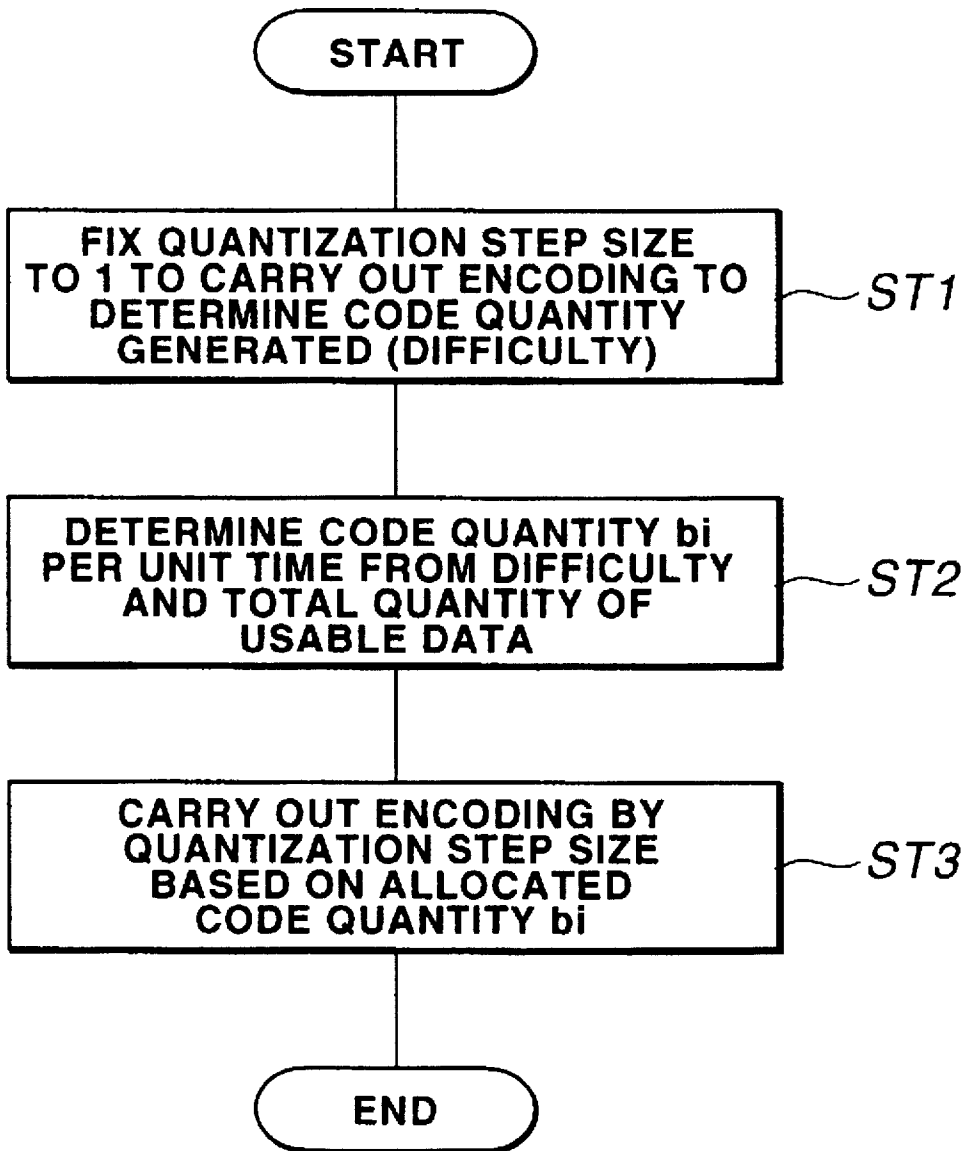 START
FIX QUANTIZATION STEP SIZE
TO 1 TO CARRY OUT ENCODING TO
DETERMINE CODE QUANTITY
GENERATED (DIFFICULTY)
ST1
DETERMINE CODE QUANTITY bi
PER UNIT TIME FROM DIFFICULTY
AND TOTAL QUANTITY OF
USABLE DATA
ST2
CARRY OUT ENCODING BY
QUANTIZATION STEP SIZE
BASED ON ALLOCATED
CODE QUANTITY bi
ST3
END